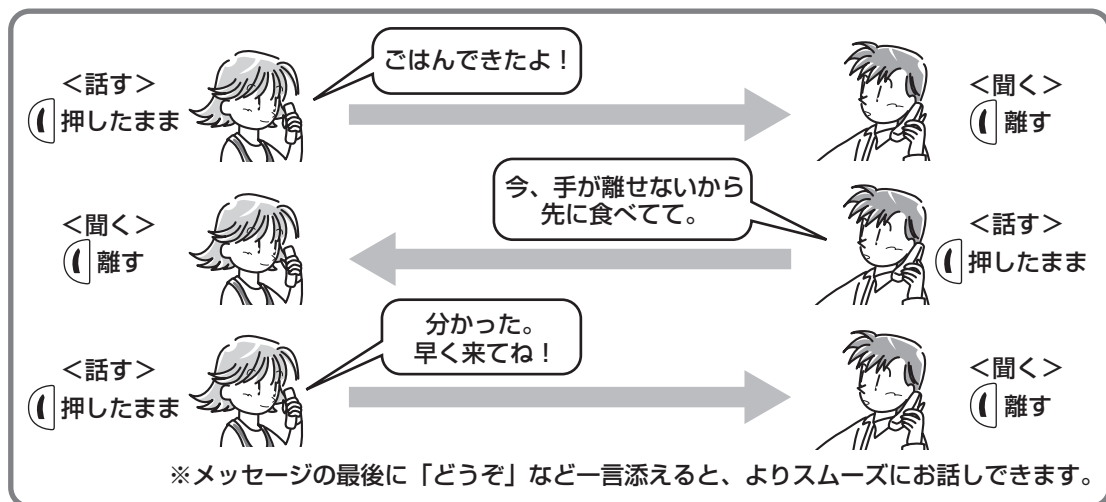 <話す>
押したまま
ごはんできたよ！
<聞く>
離す
<聞く>
離す
今、手が離せないから
先に食べてて。
<話す>
押したまま
<話す>
押したまま
分かった。
早く来てね！
<聞く>
離す
※メッセージの最後に「どうぞ」など一言添えると、よりスムーズにお話しできます。